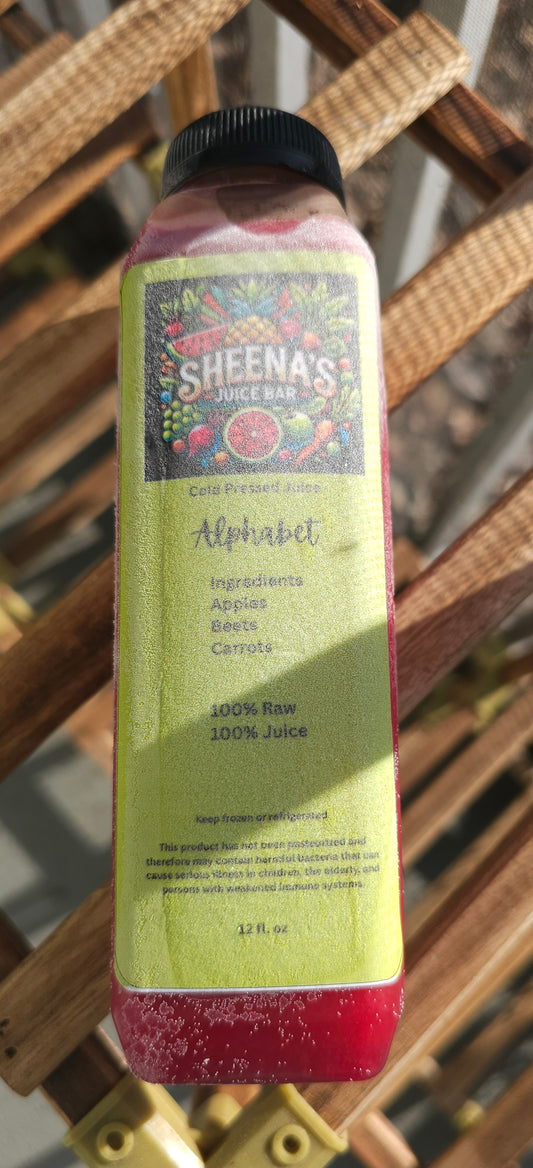 SHEENA'S
JUICE BAR
Cold Pressed Juice
Alphabet
Ingredients
Apples
Beets
Carrots
100% Raw
100% Juice
Keep frozen or refrigerated
This product has not been pasteurized and
therefore may contain harmful bacteria that can
cause serious illness in children, the elderly, and
persons with weakened immune systems.
12 fl. oz